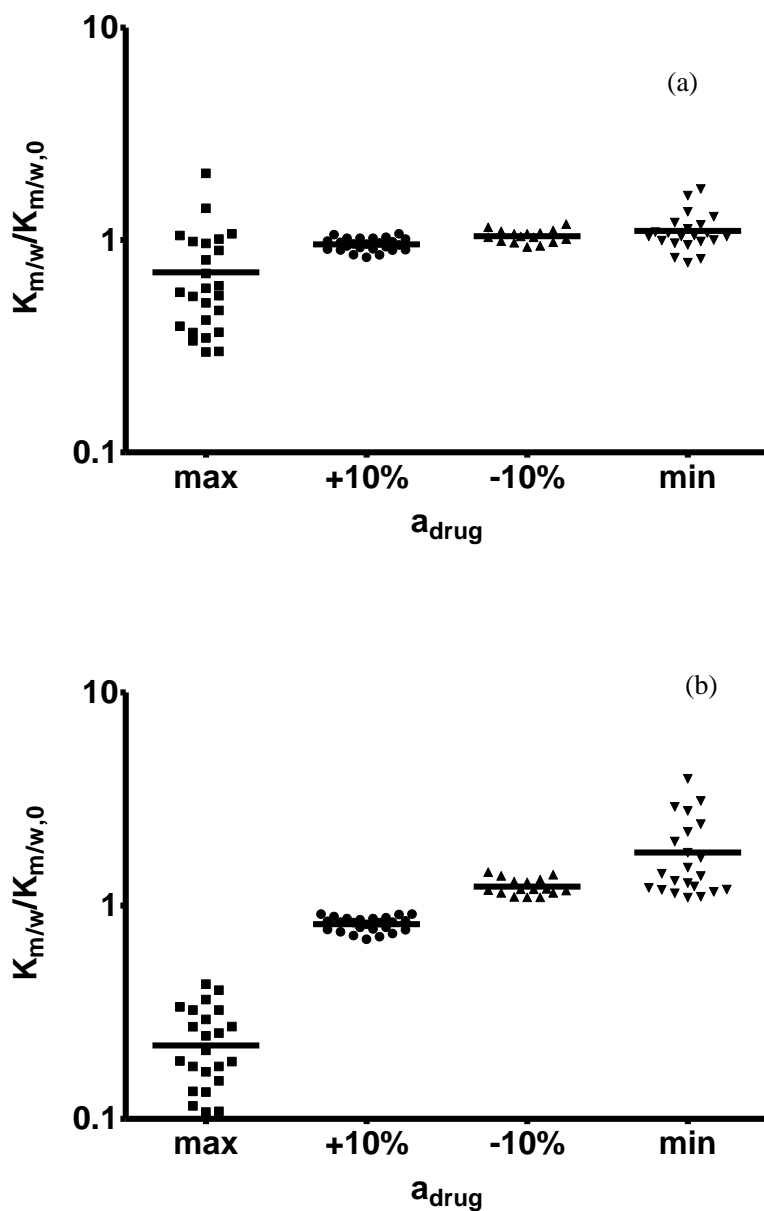 10
(a)
K_m/w/K_m/w,0
1
0.1
max +10% -10% min
a_drug
10
(b)
K_m/w/K_m/w,0
1
0.1
max +10% -10% min
a_drug